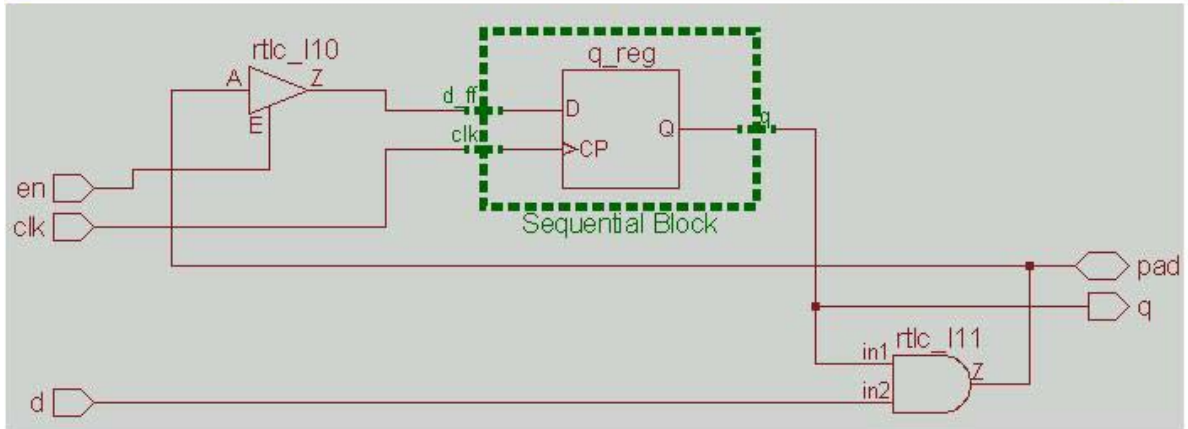 rtlc_I10
q_reg
A
Z
d_ff
D
E
clk
Q
q
CP
en
clk
Sequential Block
pad
q
rtlc_I11
in1
Z
in2
d